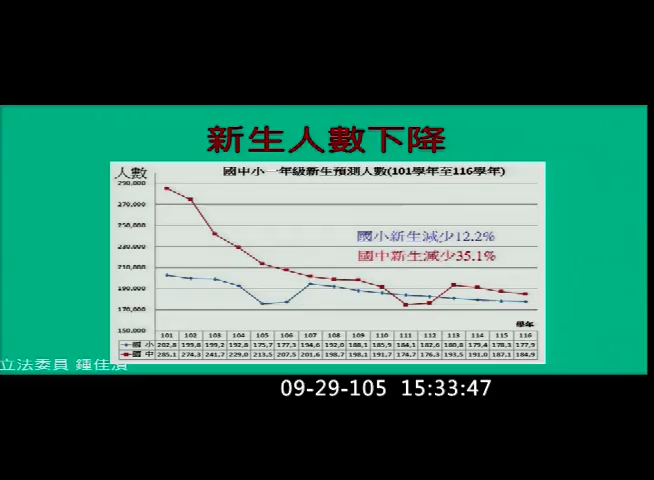 新生人數下降
國中小一年級新生預測人數(101學年至116學年)
人數
290,000
270,000
250,000
230,000
210,000
190,000
170,000
150,000
國小新生減少12.2%
國中新生減少35.1%
學年
101 102 103 104 105 106 107 108 109 110 111 112 113 114 115 116
國 小 202,8 199,8 199,2 192,8 175,7 177,3 194,6 192,0 188,1 185,9 184,1 182,6 180,8 179,4 178,3 177,9
國 中 285,1 274,3 241,7 229,0 213,5 207,5 201,6 198,7 198,1 191,7 174,7 176,3 193,5 191,0 187,1 184,9
立法委員 鍾佳濱
09-29-105 15:33:47